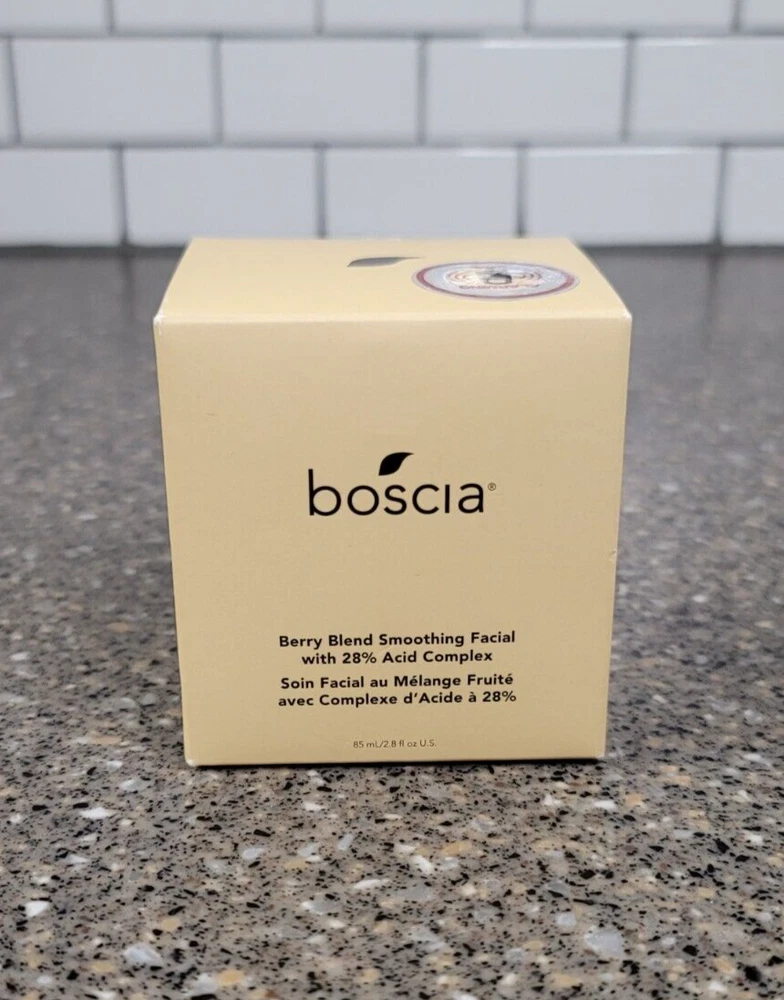 boscia®
Berry Blend Smoothing Facial
with 28% Acid Complex
Soin Facial au Mélange Fruité
avec Complexe d'Acide à 28%
85 mL/2.8 fl oz U.S.